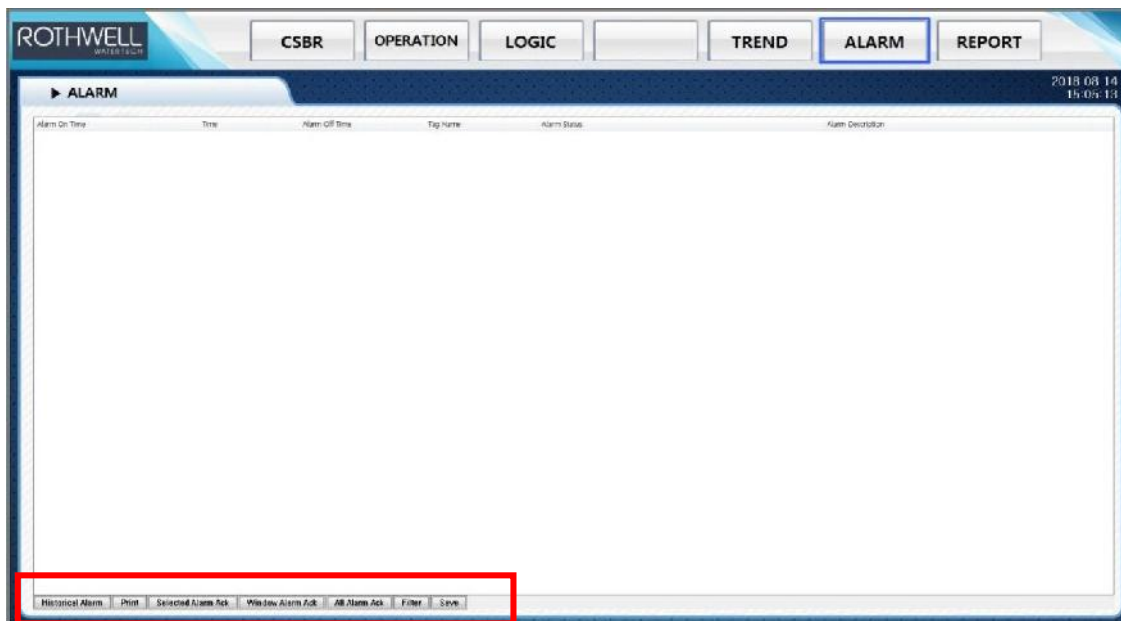 ROTHWELL
WATERTECH
CSBR
OPERATION
LOGIC
TREND
ALARM
REPORT
2018 08 14
15:05:13
▶ ALARM
Alarm On Time Time Alarm Off Time Tag Name Alarm Status Alarm Description
Historical Alarm Print Selected Alarm Ack Window Alarm Ack All Alarm Ack Filter Save